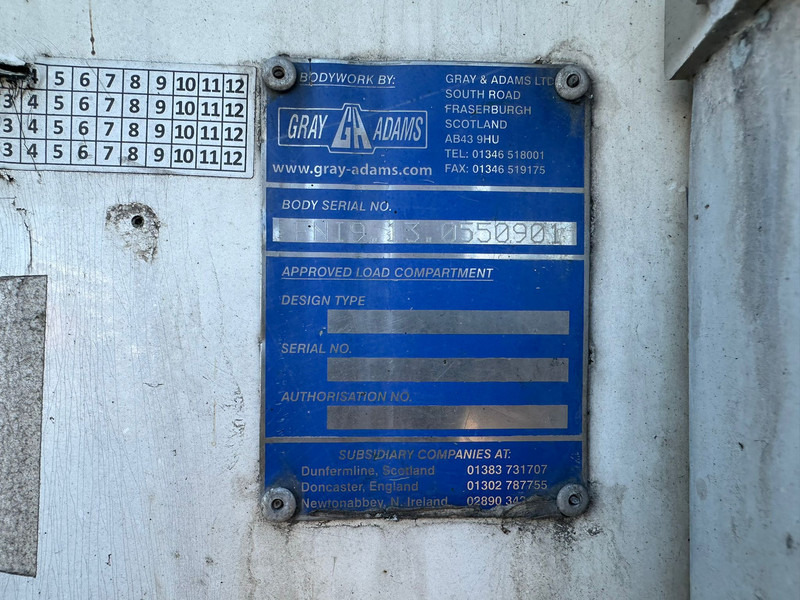 5 6 7 8 9 10 11 12
3 4 5 6 7 8 9 10 11 12
3 4 5 6 7 8 9 10 11 12
3 4 5 6 7 8 9 10 11 12
BODYWORK BY:
GRAY GA ADAMS
www.gray-adams.com
GRAY & ADAMS LTD
SOUTH ROAD
FRASERBURGH
SCOTLAND
AB43 9HU
TEL: 01346 518001
FAX: 01346 519175
BODY SERIAL NO.
13.0550901
APPROVED LOAD COMPARTMENT
DESIGN TYPE
SERIAL NO.
AUTHORISATION NO.
SUBSIDIARY COMPANIES AT:
Dunfermline, Scotland 01383 731707
Doncaster, England 01302 787755
Newtonabbey, N. Ireland 02890